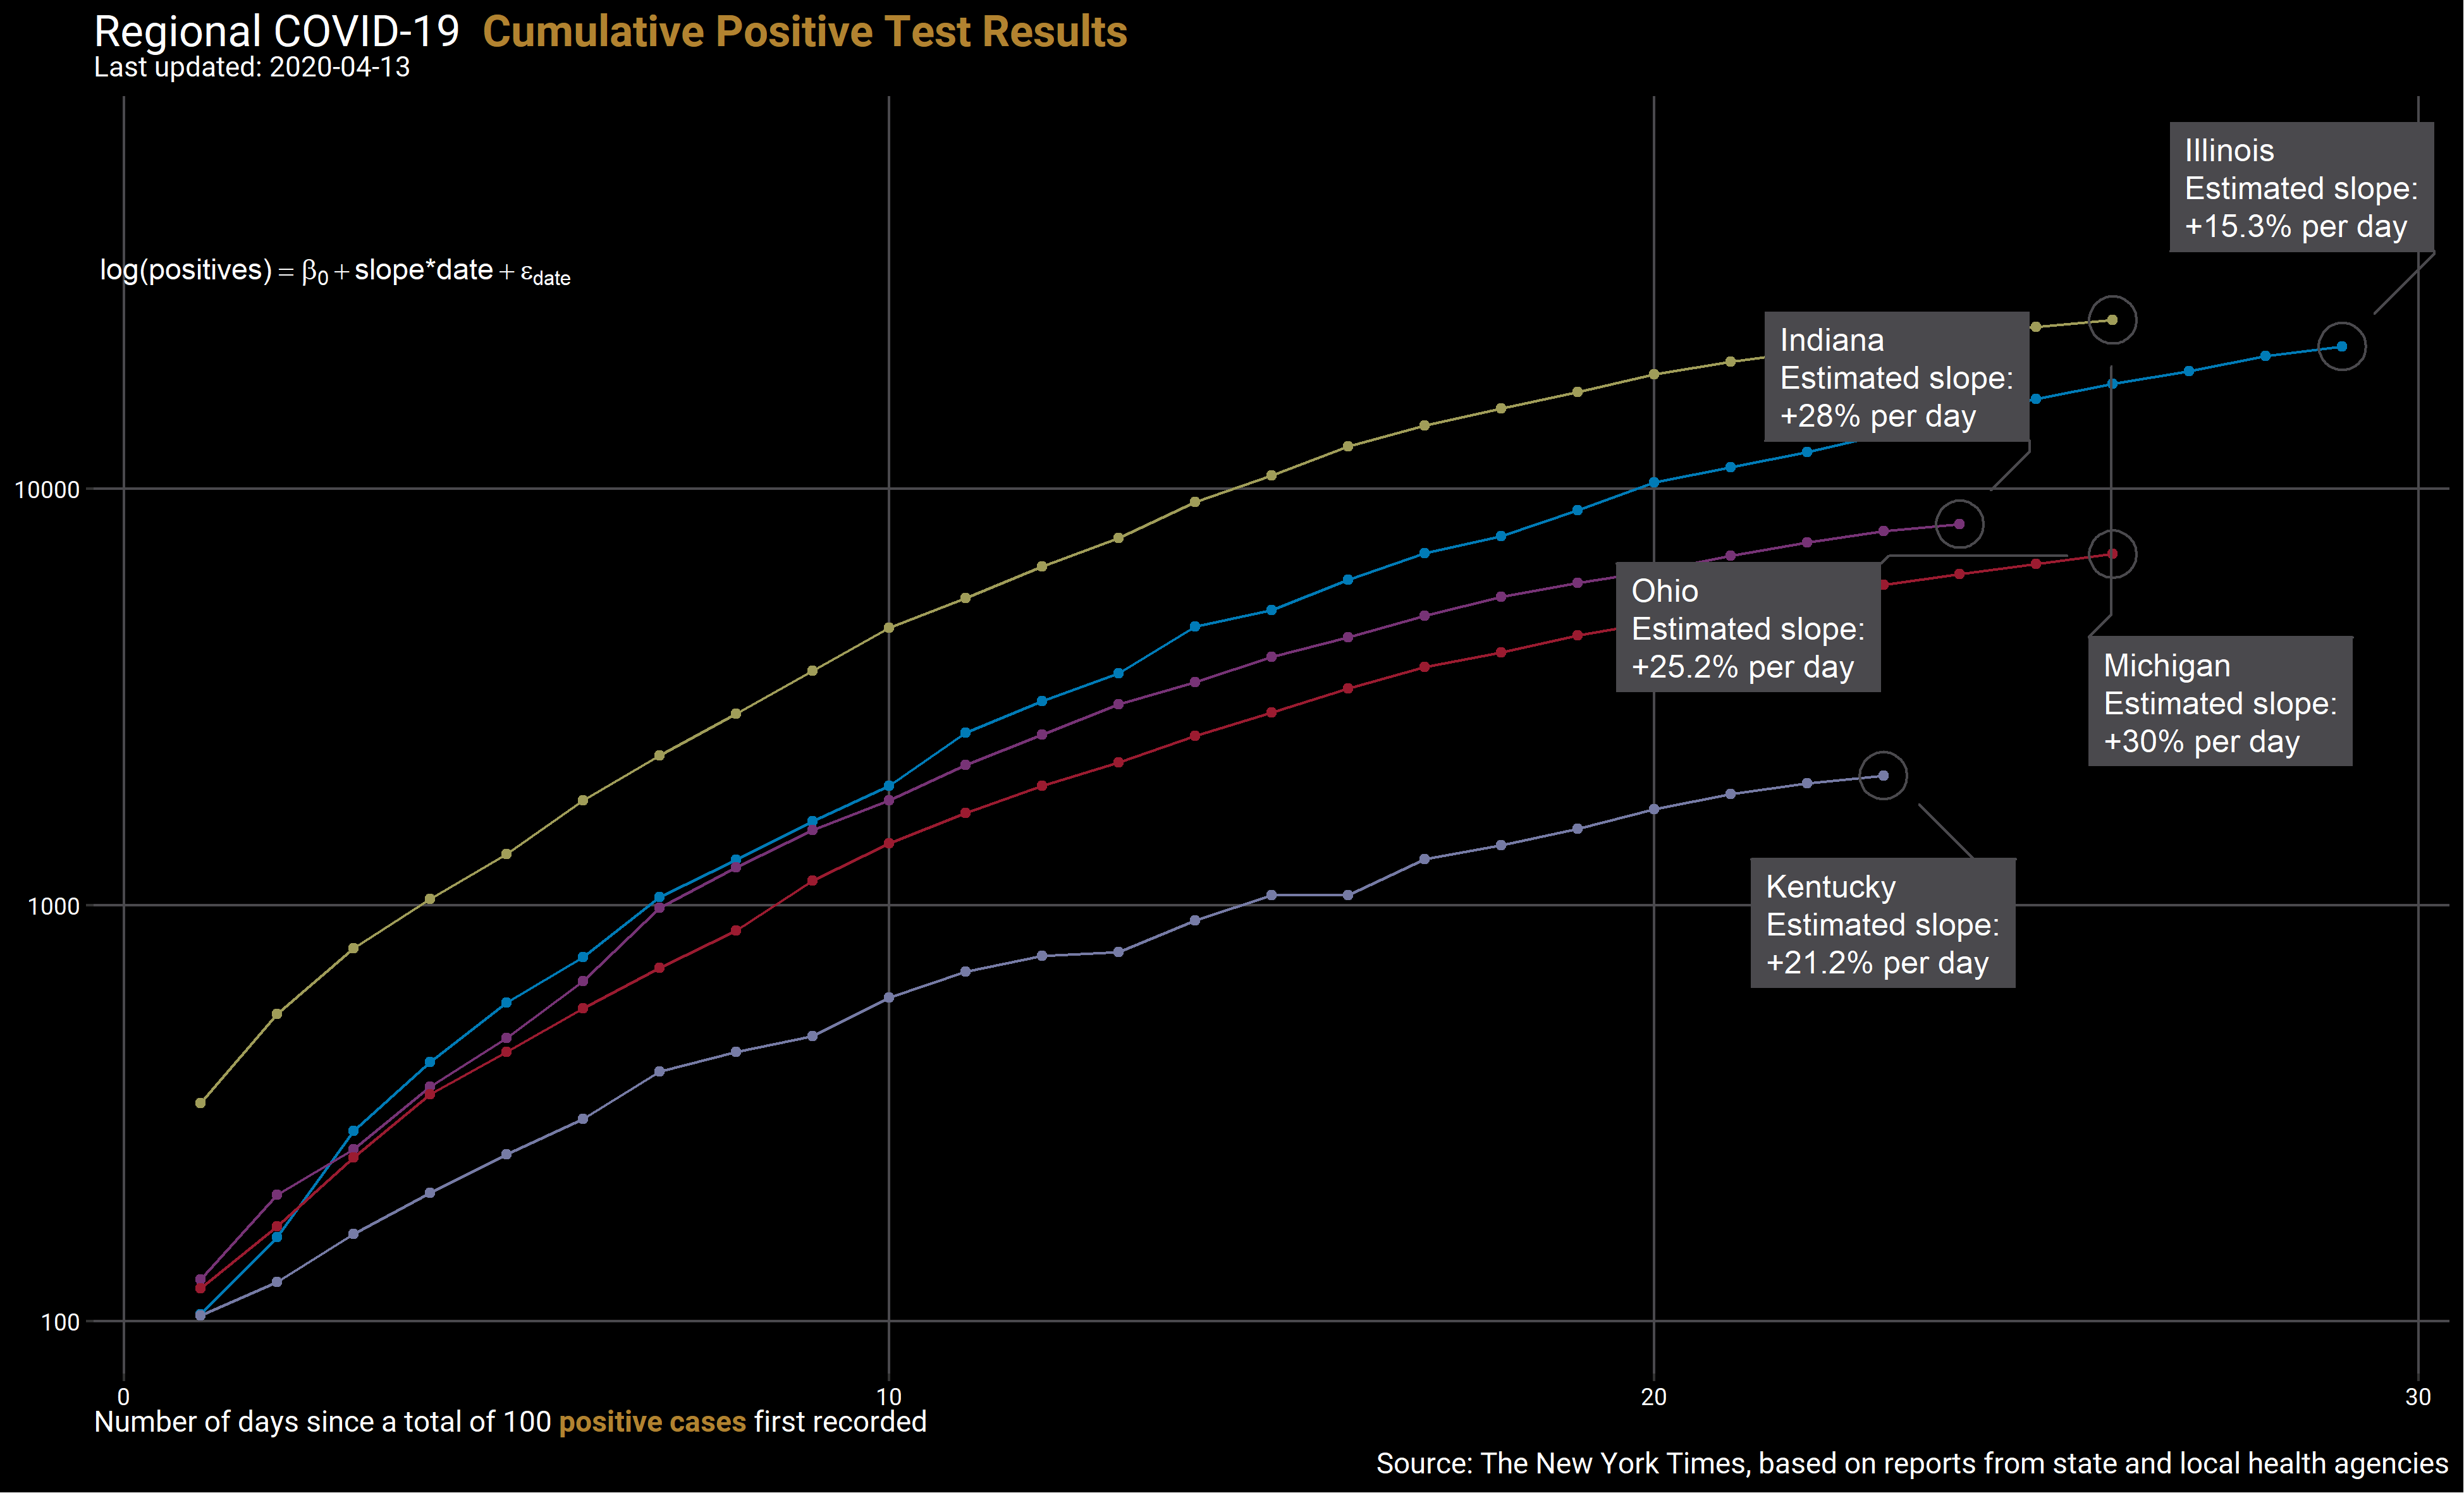 Regional COVID-19 Cumulative Positive Test Results
Last updated: 2020-04-13
Illinois
Estimated slope:
+15.3% per day
log(positives) = β0 + slope*date + εdate
Indiana
Estimated slope:
+28% per day
10000
Ohio
Estimated slope:
+25.2% per day
Michigan
Estimated slope:
+30% per day
Kentucky
Estimated slope:
+21.2% per day
1000
100
0 10 20 30
Number of days since a total of 100 positive cases first recorded
Source: The New York Times, based on reports from state and local health agencies